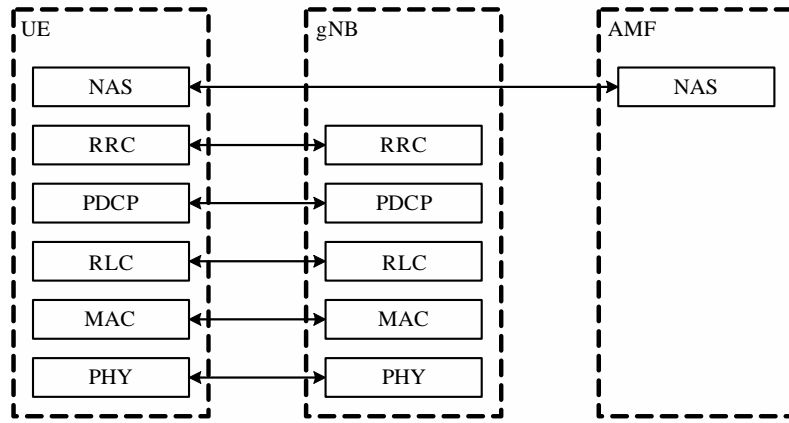 UE gNB AMF
NAS NAS
RRC RRC
PDCP PDCP
RLC RLC
MAC MAC
PHY PHY